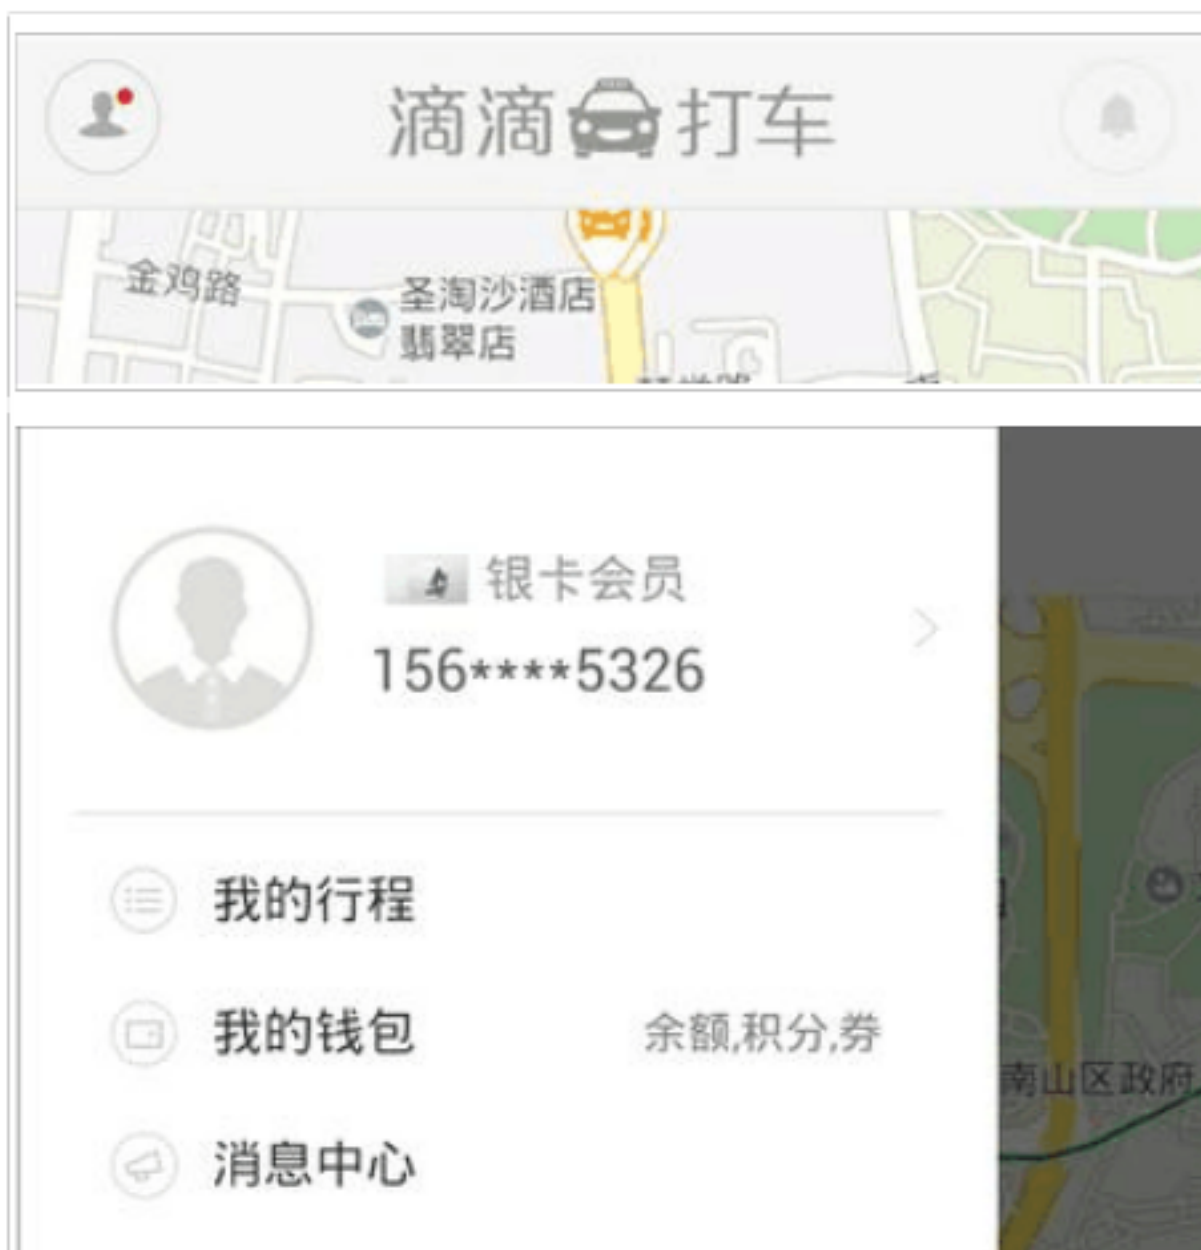 滴滴打车
金鸡路
圣淘沙酒店
翡翠店
银卡会员
156****5326
我的行程
我的钱包 余额,积分,券
消息中心
南山区政府